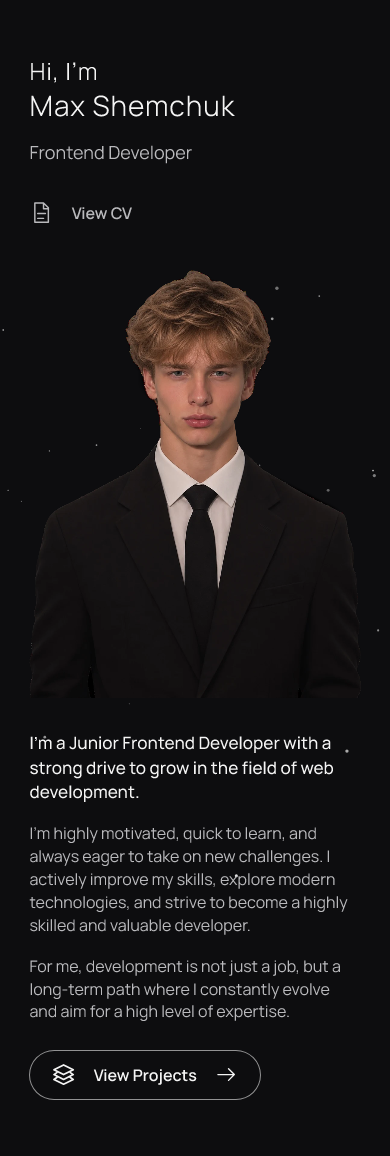 Hi, I'm
Max Shemchuk
Frontend Developer
View CV
I'm a Junior Frontend Developer with a
strong drive to grow in the field of web
development.
I'm highly motivated, quick to learn, and
always eager to take on new challenges. I
actively improve my skills, explore modern
technologies, and strive to become a highly
skilled and valuable developer.
For me, development is not just a job, but a
long-term path where I constantly evolve
and aim for a high level of expertise.
View Projects